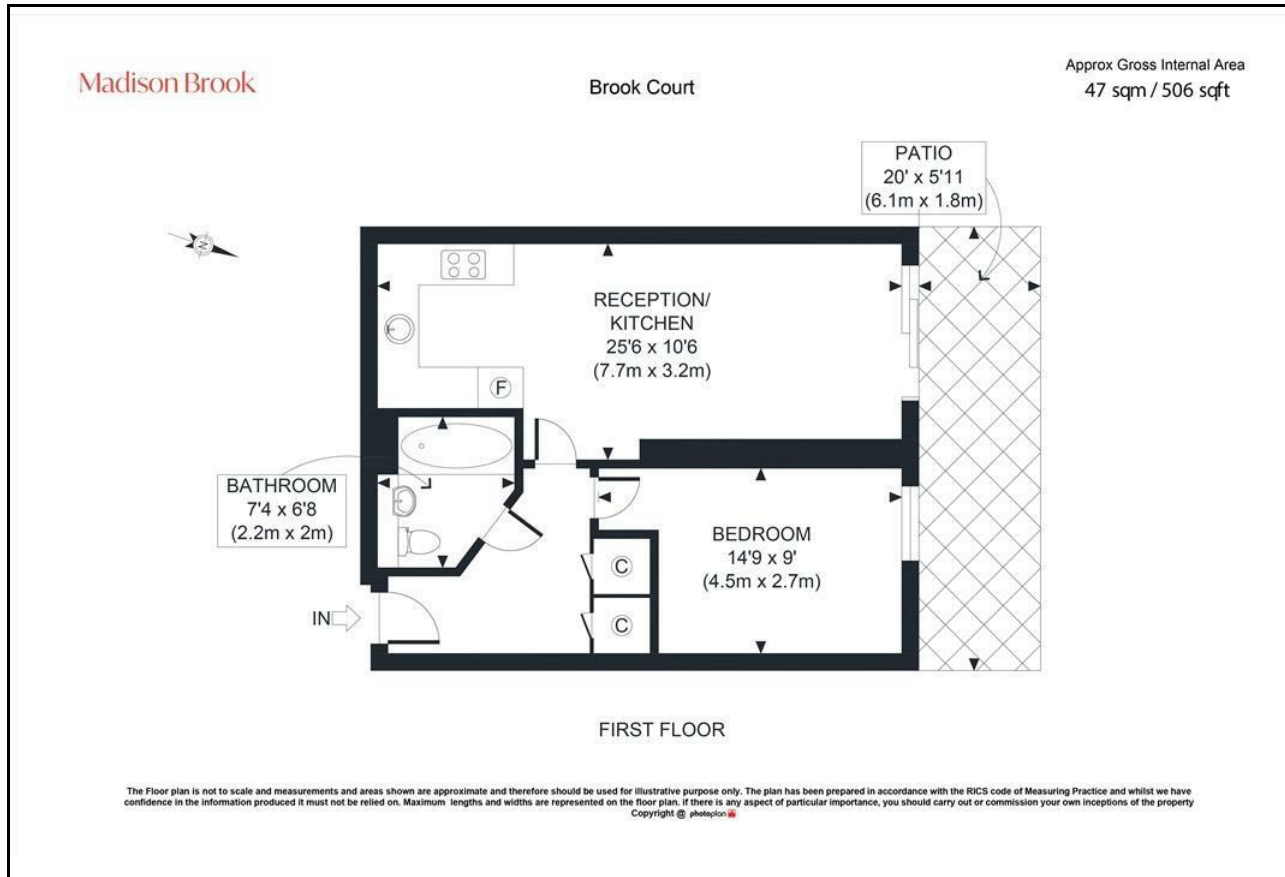 Madison Brook
Brook Court
Approx Gross Internal Area
47 sqm / 506 sqft
PATIO
20' x 5'11
(6.1m x 1.8m)
N
RECEPTION/
KITCHEN
25'6 x 10'6
(7.7m x 3.2m)
F
BATHROOM
7'4 x 6'8
(2.2m x 2m)
BEDROOM
14'9 x 9'
(4.5m x 2.7m)
C
C
IN
FIRST FLOOR
The Floor plan is not to scale and measurements and areas shown are approximate and therefore should be used for illustrative purpose only. The plan has been prepared in accordance with the RICS code of Measuring Practice and whilst we have
confidence in the information produced it must not be relied on. Maximum lengths and widths are represented on the floor plan. if there is any aspect of particular importance, you should carry out or commission your own inceptions of the property
Copyright @ photoplan